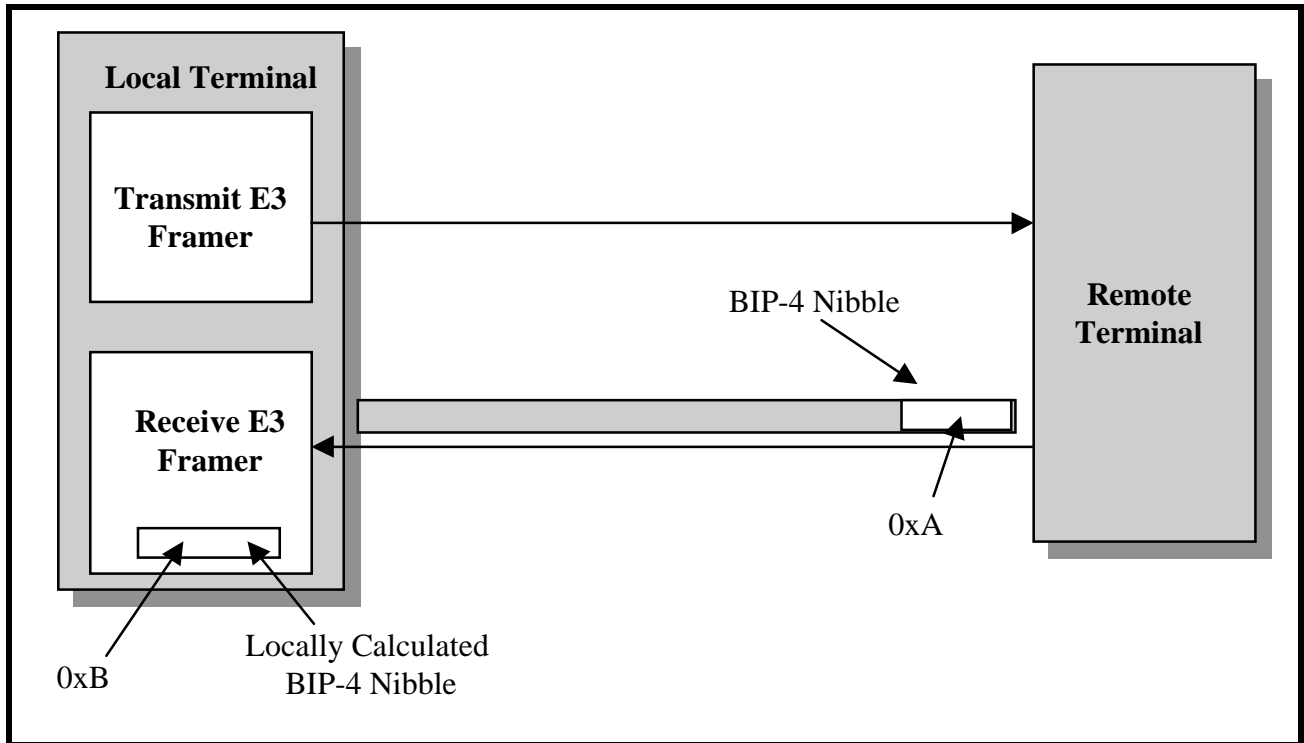 Local Terminal
Transmit E3
Framer
BIP-4 Nibble
Remote
Terminal
Receive E3
Framer
0xA
Locally Calculated
BIP-4 Nibble
0xB